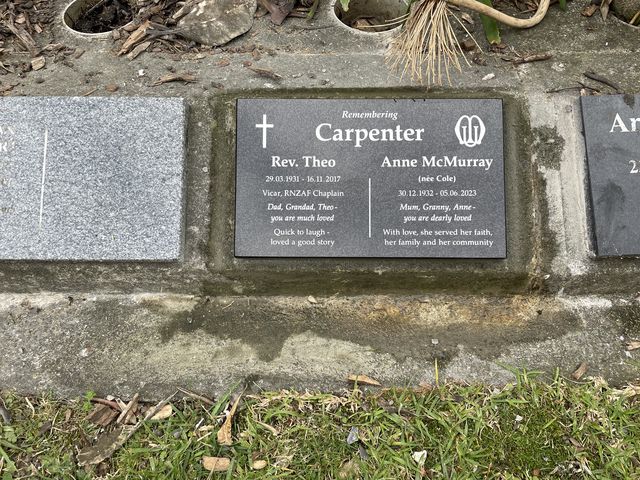 Remembering
Carpenter
Rev. Theo
29.03.1931 - 16.11.2017
Vicar, RNZAF Chaplain
Dad, Grandad, Theo -
you are much loved
Quick to laugh -
loved a good story
Anne McMurray
(née Cole)
30.12.1932 - 05.06.2023
Mum, Granny, Anne -
you are dearly loved
With love, she served her faith,
her family and her community